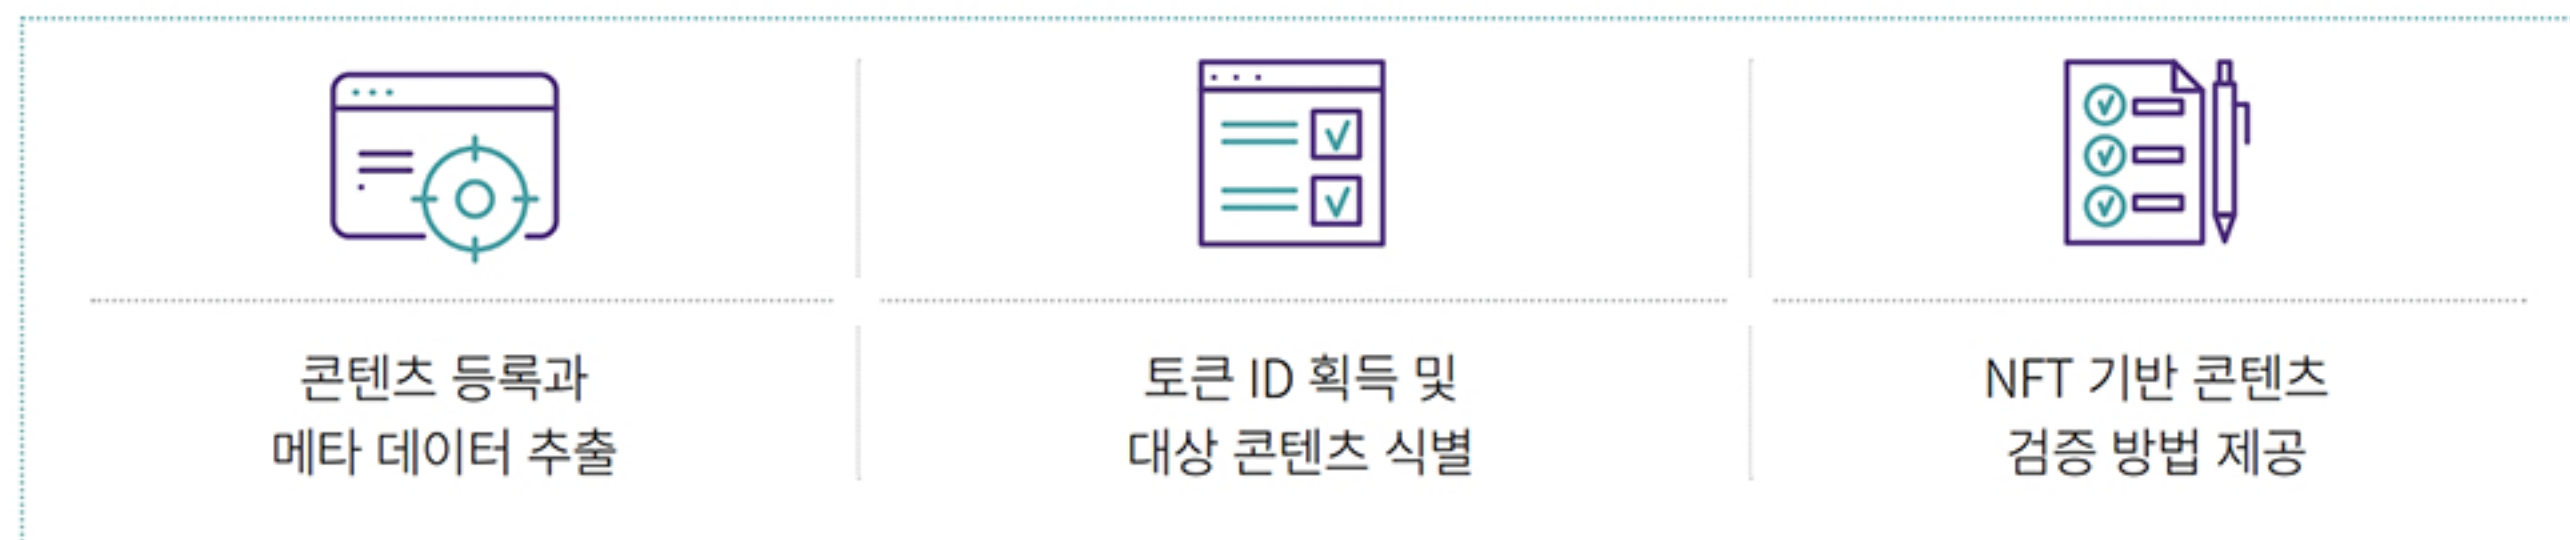 콘텐츠 등록과
메타 데이터 추출
토큰 ID 획득 및
대상 콘텐츠 식별
NFT 기반 콘텐츠
검증 방법 제공